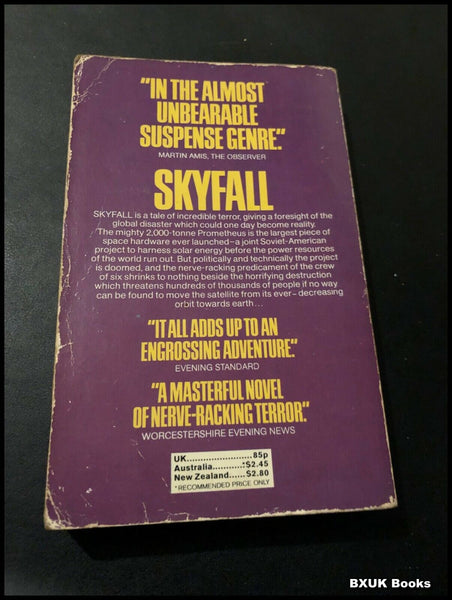 "IN THE ALMOST
UNBEARABLE
SUSPENSE GENRE."
MARTIN AMIS, THE OBSERVER
SKYFALL
SKYFALL is a tale of incredible terror, giving a foresight of the
global disaster which could one day become reality.
The mighty 2,000-tonne Prometheus is the largest piece of
space hardware ever launched – a joint Soviet-American
project to harness solar energy before the power resources
of the world run out. But politically and technically the project
is doomed, and the nerve-racking predicament of the crew
of six shrinks to nothing beside the horrifying destruction
which threatens hundreds of thousands of people if no way
can be found to move the satellite from its ever- decreasing
orbit towards earth...
"IT ALL ADDS UP TO AN
ENGROSSING ADVENTURE."
EVENING STANDARD
"A MASTERFUL NOVEL
OF NERVE-RACKING TERROR."
WORCESTERSHIRE EVENING NEWS
UK........................85p
Australia...........*$2.45
New Zealand......$2.80
*RECOMMENDED PRICE ONLY
BXUK Books